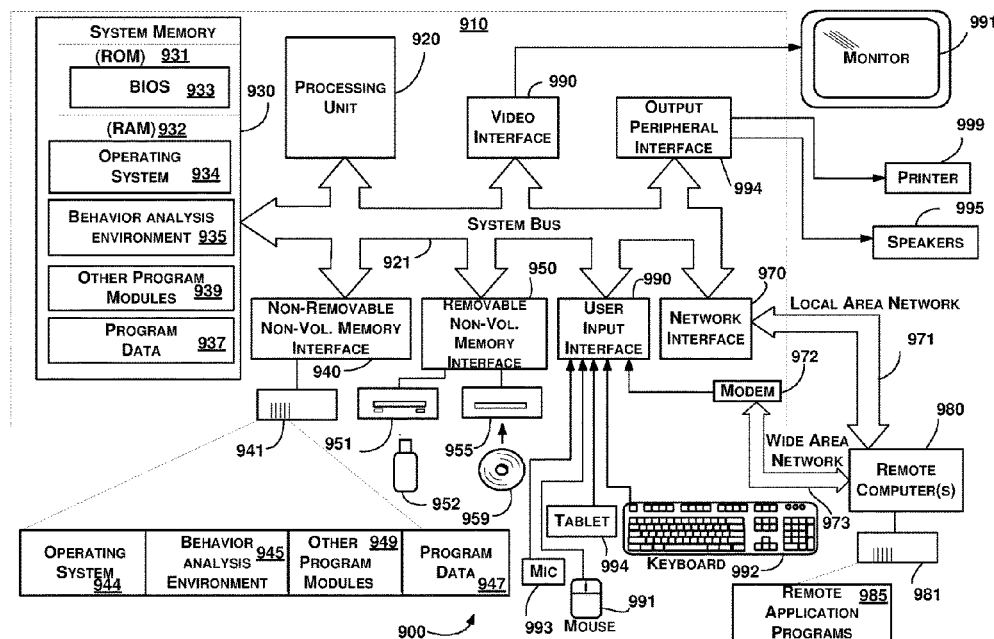 SYSTEM MEMORY
(ROM) 931
BIOS 933
930
(RAM) 932
OPERATING
SYSTEM 934
BEHAVIOR ANALYSIS
ENVIRONMENT 935
OTHER PROGRAM
MODULES 939
PROGRAM
DATA 937
910
920
PROCESSING
UNIT
990
VIDEO
INTERFACE
OUTPUT
PERIPHERAL
INTERFACE
994
MONITOR
991
999
PRINTER
995
SPEAKERS
SYSTEM BUS
921
NON-REMOVABLE
NON-VOL. MEMORY
INTERFACE
940
950
REMOVABLE
NON-VOL.
MEMORY
INTERFACE
990
USER
INPUT
INTERFACE
970
NETWORK
INTERFACE
LOCAL AREA NETWORK
971
972
MODEM
WIDE AREA
NETWORK
973
980
REMOTE
COMPUTER(S)
941
951
952
955
959
TABLET
994
KEYBOARD
992
MIC
993
MOUSE
991
981
OPERATING
SYSTEM 944
BEHAVIOR 945
ANALYSIS
ENVIRONMENT
OTHER 949
PROGRAM
MODULES
PROGRAM
DATA 947
900
REMOTE 985
APPLICATION
PROGRAMS